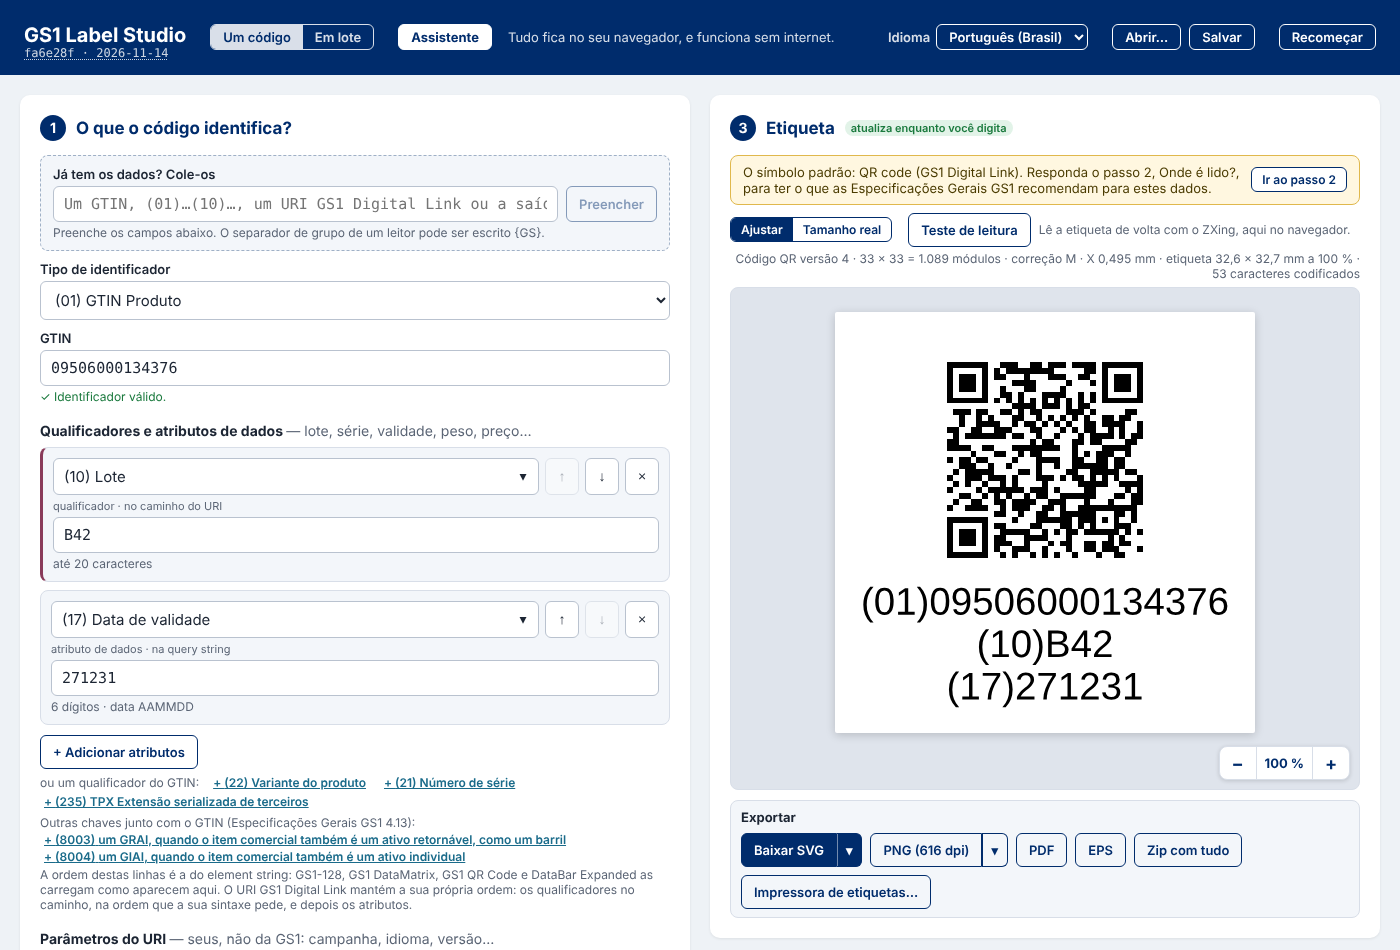 GS1 Label Studio
fa6e28f · 2026-11-14
Um código
Em lote
Assistente
Tudo fica no seu navegador, e funciona sem internet.
Idioma
Português (Brasil)
Abrir...
Salvar
Recomeçar
1 O que o código identifica?
Já tem os dados? Cole-os
Um GTIN, (01)…(10)…, um URI GS1 Digital Link ou a saíd
Preencher
Preenche os campos abaixo. O separador de grupo de um leitor pode ser escrito {GS}.
Tipo de identificador
(01) GTIN Produto
GTIN
09506000134376
✓ Identificador válido.
Qualificadores e atributos de dados — lote, série, validade, peso, preço…
(10) Lote
▼
↑
↓
×
qualificador · no caminho do URI
B42
até 20 caracteres
(17) Data de validade
▼
↑
↓
×
atributo de dados · na query string
271231
6 dígitos · data AAMMDD
+ Adicionar atributos
ou um qualificador do GTIN: + (22) Variante do produto + (21) Número de série
+ (235) TPX Extensão serializada de terceiros
Outras chaves junto com o GTIN (Especificações Gerais GS1 4.13):
+ (8003) um GRAI, quando o item comercial também é um ativo retornável, como um barril
+ (8004) um GIAI, quando o item comercial também é um ativo individual
A ordem destas linhas é a do element string: GS1-128, GS1 DataMatrix, GS1 QR Code e DataBar Expanded as
carregam como aparecem aqui. O URI GS1 Digital Link mantém a sua própria ordem: os qualificadores no
caminho, na ordem que a sua sintaxe pede, e depois os atributos.
Parâmetros do URI — seus, não da GS1: campanha, idioma, versão…
3 Etiqueta
atualiza enquanto você digita
O símbolo padrão: QR code (GS1 Digital Link). Responda o passo 2, Onde é lido?,
para ter o que as Especificações Gerais GS1 recomendam para estes dados.
Ir ao passo 2
Ajustar
Tamanho real
Teste de leitura
Lê a etiqueta de volta com o ZXing, aqui no navegador.
Código QR versão 4 · 33 × 33 = 1.089 módulos · correção M · X 0,495 mm · etiqueta 32,6 × 32,7 mm a 100 % ·
53 caracteres codificados
(01)09506000134376
(10)B42
(17)271231
−
100 %
+
Exportar
Baixar SVG
▼
PNG (616 dpi)
▼
PDF
EPS
Zip com tudo
Impressora de etiquetas…